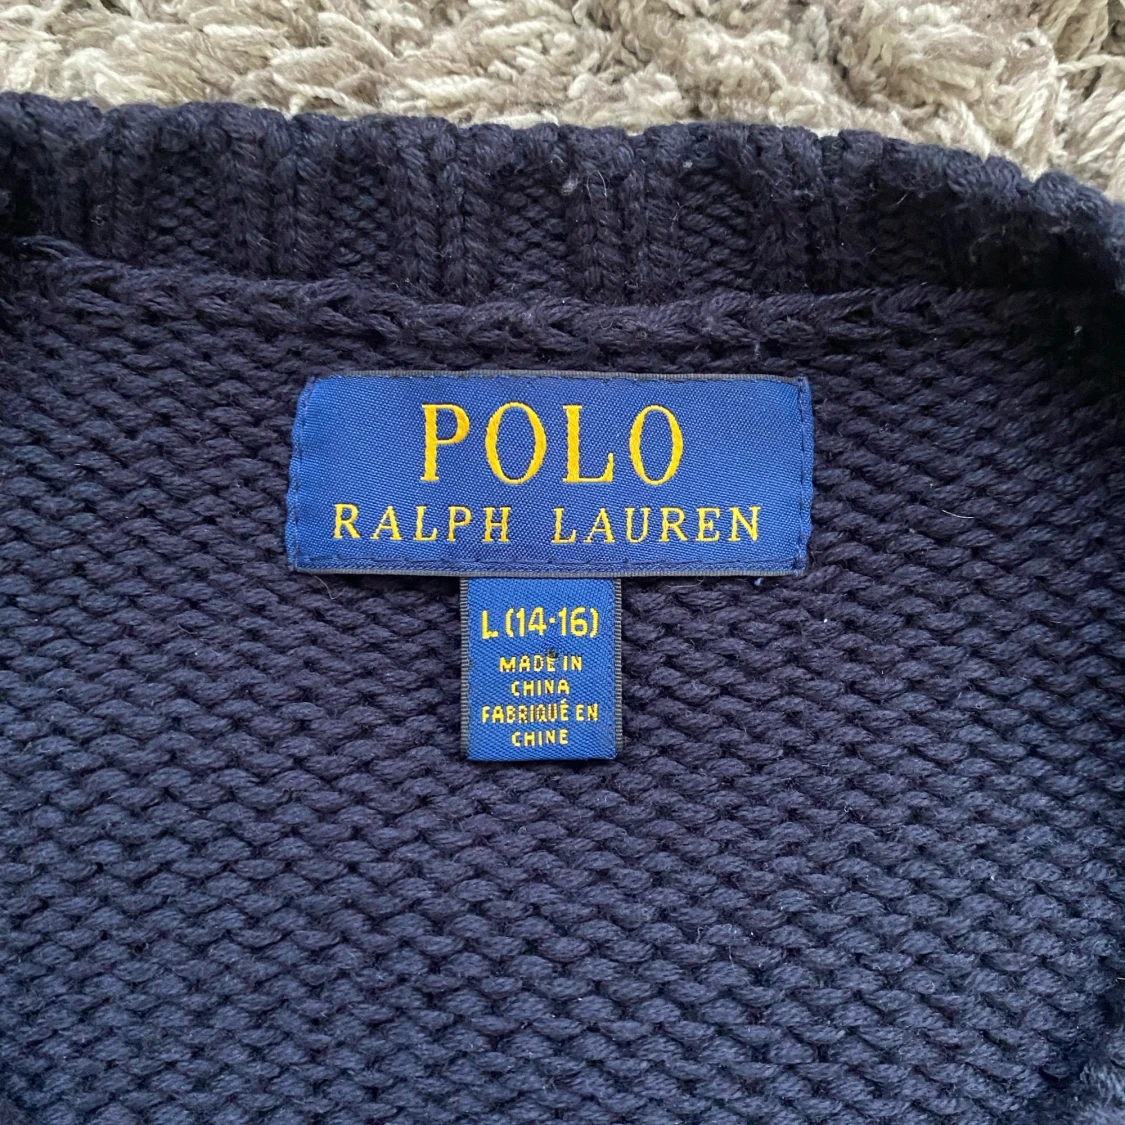 POLO
RALPH LAUREN
L (14-16)
MADE IN
CHINA
FABRIQUÉ EN
CHINE